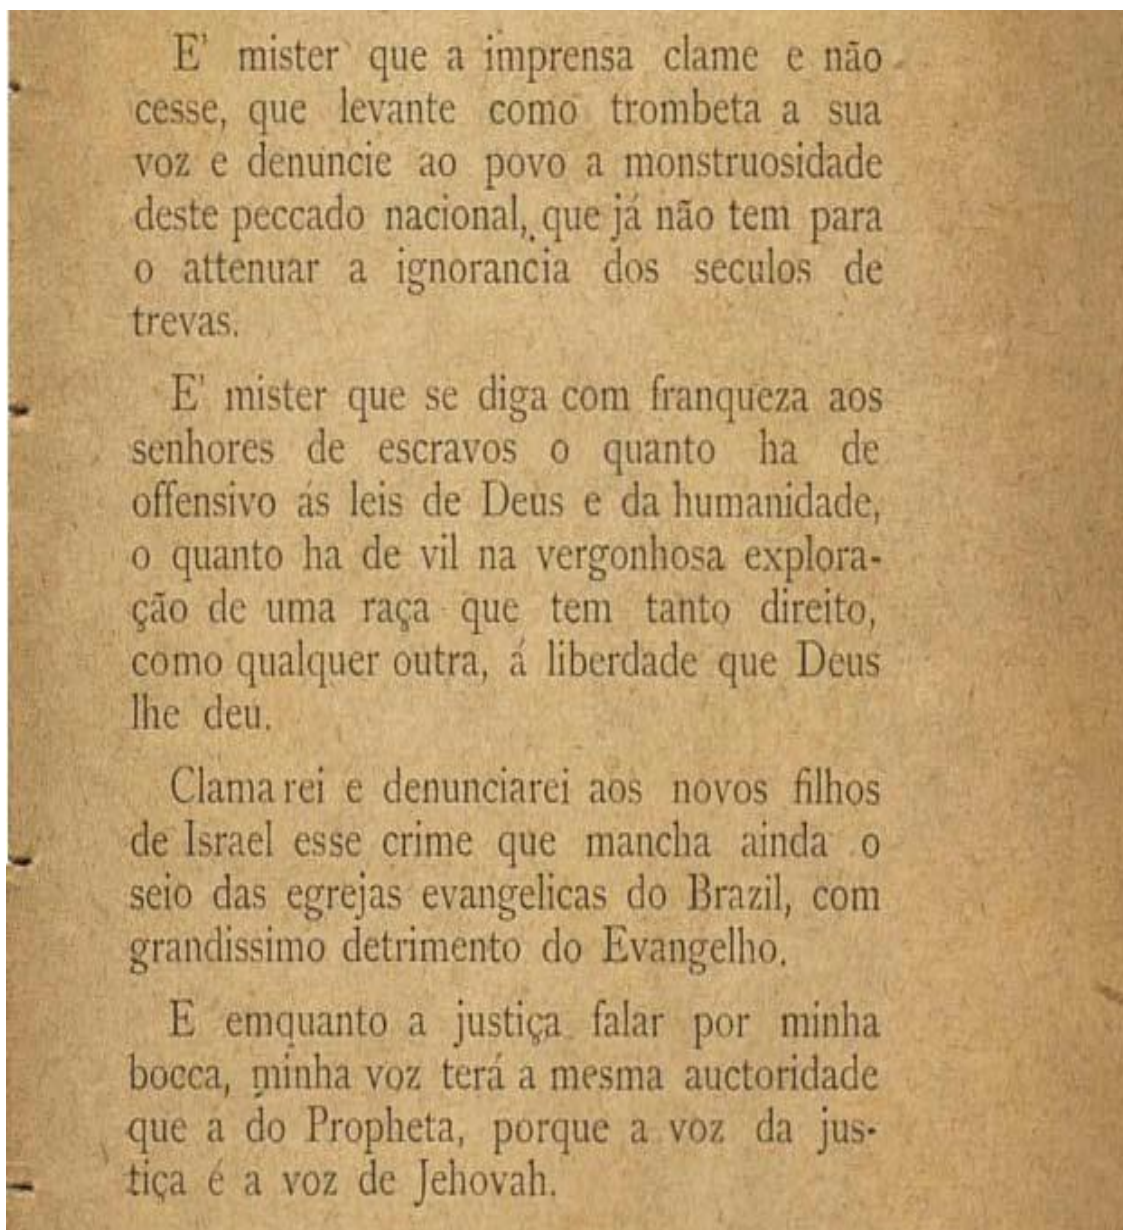 E' mister que a imprensa clame e não
cesse, que levante como trombeta a sua
voz e denuncie ao povo a monstruosidade
deste peccado nacional, que já não tem para
o attenuar a ignorancia dos seculos de
trevas.
E' mister que se diga com franqueza aos
senhores de escravos o quanto ha de
offensivo ás leis de Deus e da humanidade,
o quanto ha de vil na vergonhosa explora-
ção de uma raça que tem tanto direito,
como qualquer outra, á liberdade que Deus
lhe deu.
Clamarei e denunciarei aos novos filhos
de Israel esse crime que mancha ainda o
seio das egrejas evangelicas do Brazil, com
grandissimo detrimento do Evangelho.
E emquanto a justiça falar por minha
bocca, minha voz terá a mesma auctoridade
que a do Propheta, porque a voz da jus-
tiça é a voz de Jehovah.